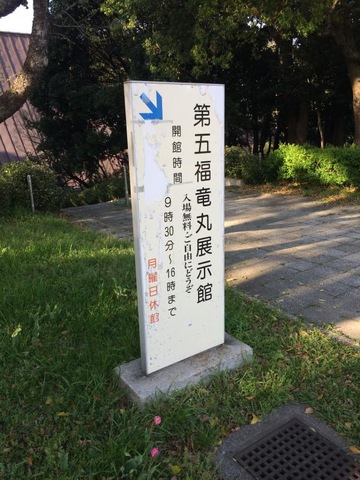 第五福竜丸展示館
入場無料・ご自由にどうぞ
開館時間 9時30分〜16時まで
月曜日休館